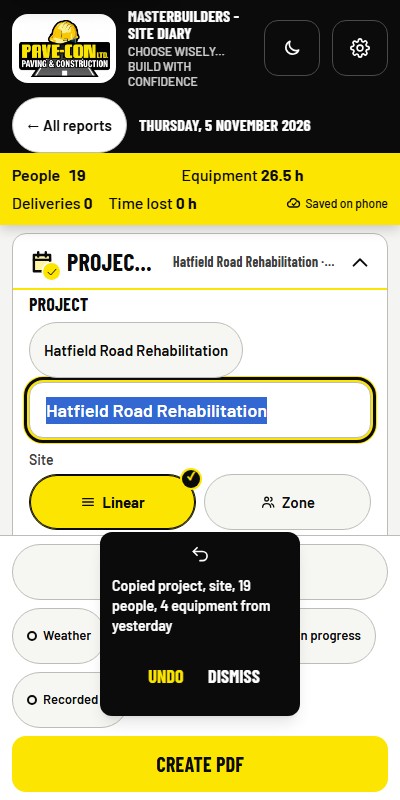 PAVE-CON LTD.
PAVING & CONSTRUCTION
MASTERBUILDERS -
SITE DIARY
CHOOSE WISELY...
BUILD WITH
CONFIDENCE
← All reports
THURSDAY, 5 NOVEMBER 2026
People 19
Equipment 26.5 h
Deliveries 0
Time lost 0 h
Saved on phone
PROJEC...
Hatfield Road Rehabilitation ·...
PROJECT
Hatfield Road Rehabilitation
Hatfield Road Rehabilitation
Site
Linear
Zone
Copied project, site, 19
people, 4 equipment from
yesterday
UNDO
DISMISS
Weather
n progress
Recorded
CREATE PDF